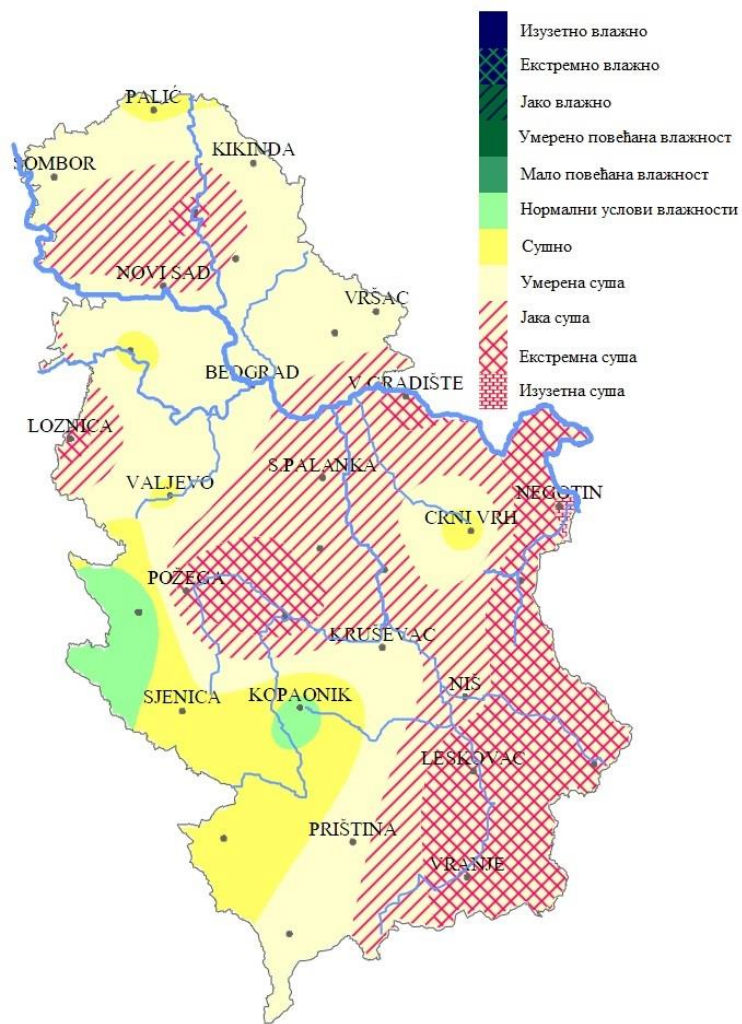 Изузетно влажно
Екстремно влажно
Јако влажно
Умерено повећана влажност
Мало повећана влажност
Нормални услови влажности
Сушно
Умерена суша
Јака суша
Екстремна суша
Изузетна суша
PALIĆ
SOMBOR
KIKINDA
NOVI SAD
VRŠAC
BEOGRAD
V.GRADIŠTE
LOZNICA
VALJEVO
S.PALANKA
NEGOTIN
CRNI VRH
POŽEGA
KRUŠEVAC
SJENICA
KOPAONIK
NIŠ
LESKOVAC
PRIŠTINA
VRANJE